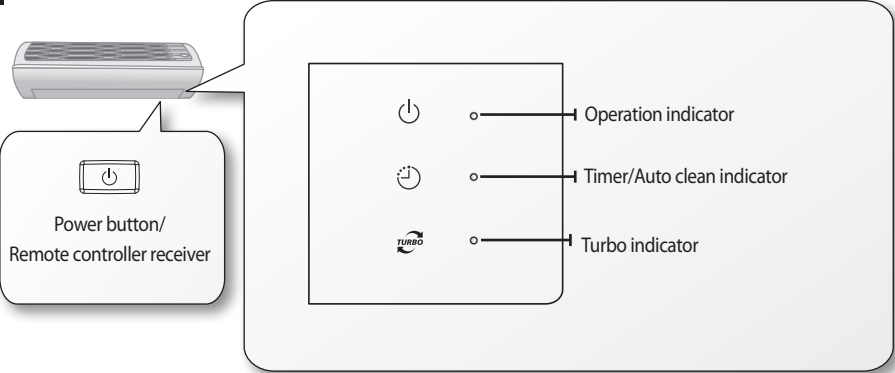 Power button/
Remote controller receiver
Operation indicator
Timer/Auto clean indicator
TURBO
Turbo indicator